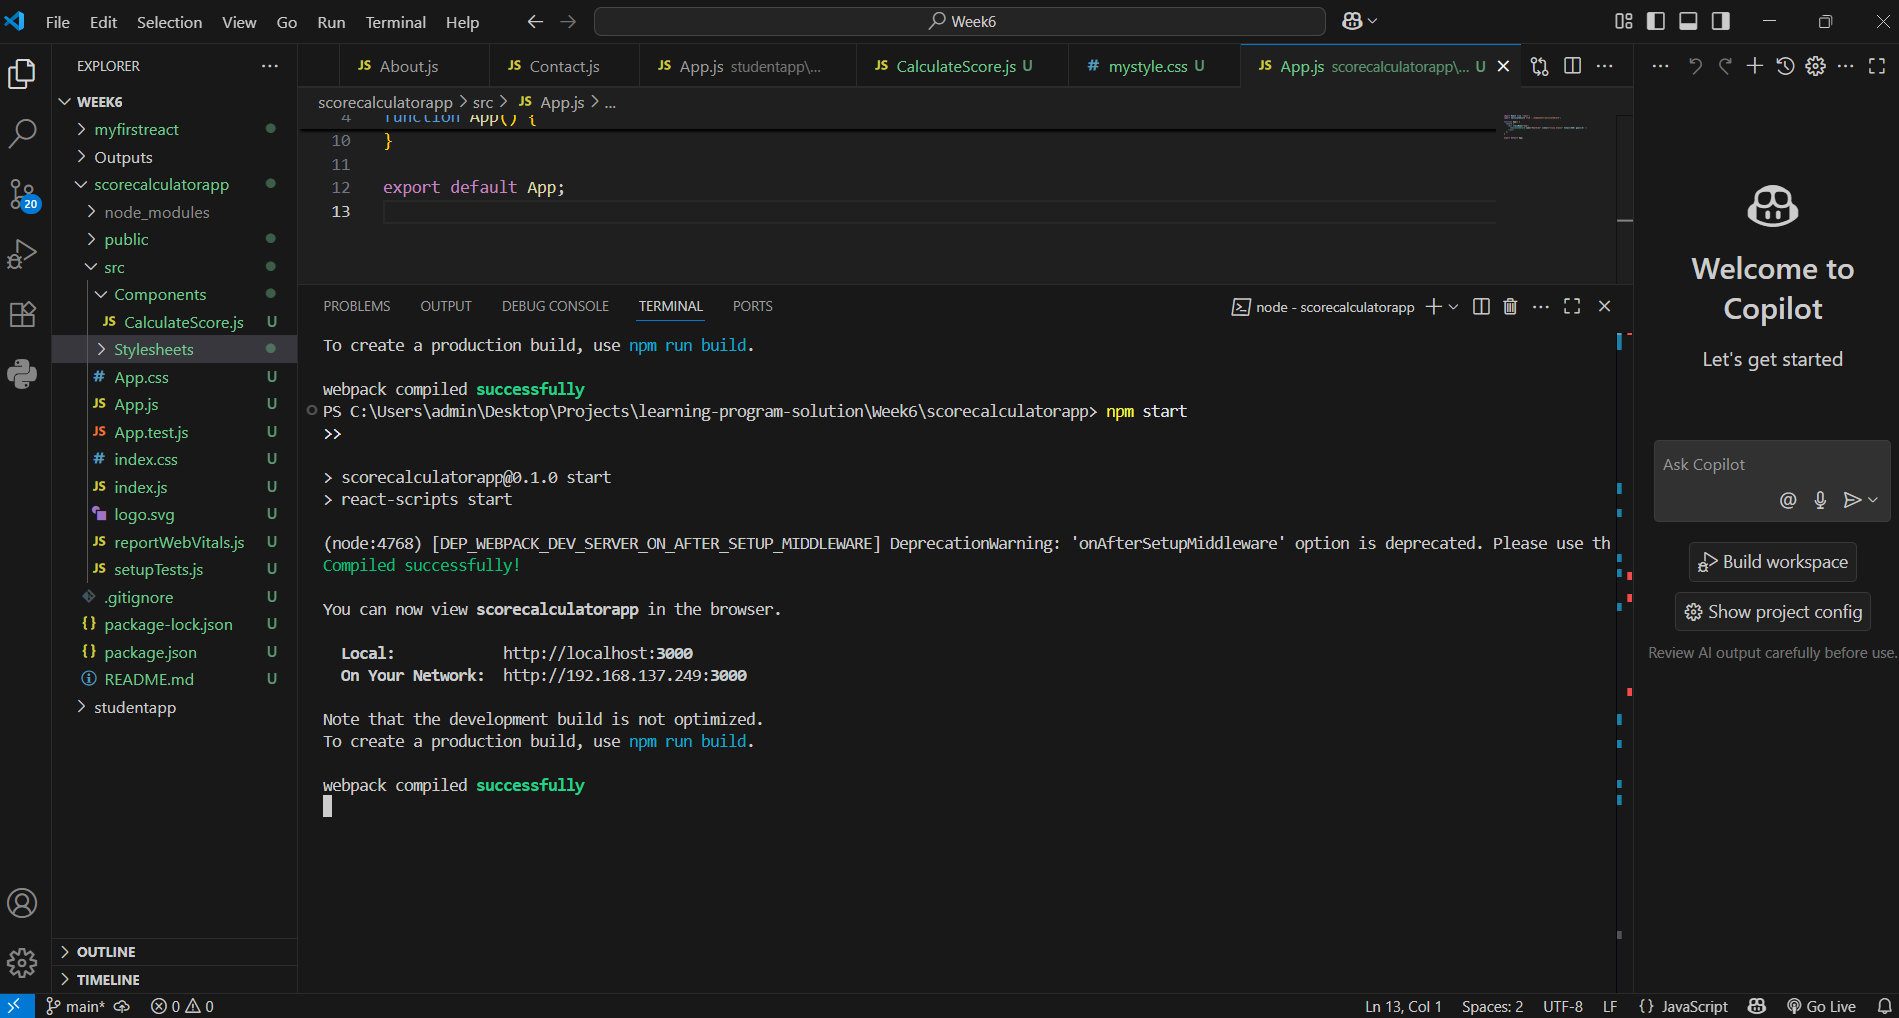 File Edit Selection View Go Run Terminal Help
Week6
EXPLORER
WEEK6
myfirstreact
Outputs
scorecalculatorapp
node_modules
public
src
Components
JS CalculateScore.js U
Stylesheets
# App.css U
JS App.js U
JS App.test.js U
# index.css U
JS index.js U
logo.svg U
JS reportWebVitals.js U
JS setupTests.js U
.gitignore U
{} package-lock.json U
{} package.json U
README.md U
studentapp
OUTLINE
TIMELINE
20
JS About.js
JS Contact.js
JS App.js studentapp\...
JS CalculateScore.js U
# mystyle.css U
JS App.js scorecalculatorapp\... U
scorecalculatorapp > src > JS App.js > ...
4 function App() {
10 }
11
12 export default App;
13
PROBLEMS OUTPUT DEBUG CONSOLE TERMINAL PORTS
node - scorecalculatorapp
To create a production build, use npm run build.
webpack compiled successfully
PS C:\Users\admin\Desktop\Projects\learning-program-solution\Week6\scorecalculatorapp> npm start
>>
> scorecalculatorapp@0.1.0 start
> react-scripts start
(node:4768) [DEP_WEBPACK_DEV_SERVER_ON_AFTER_SETUP_MIDDLEWARE] DeprecationWarning: 'onAfterSetupMiddleware' option is deprecated. Please use th
Compiled successfully!
You can now view scorecalculatorapp in the browser.
Local: http://localhost:3000
On Your Network: http://192.168.137.249:3000
Note that the development build is not optimized.
To create a production build, use npm run build.
webpack compiled successfully
Welcome to
Copilot
Let's get started
Ask Copilot
@
Build workspace
Show project config
Review AI output carefully before use.
main* 0 0
Ln 13, Col 1 Spaces: 2 UTF-8 LF {} JavaScript Go Live